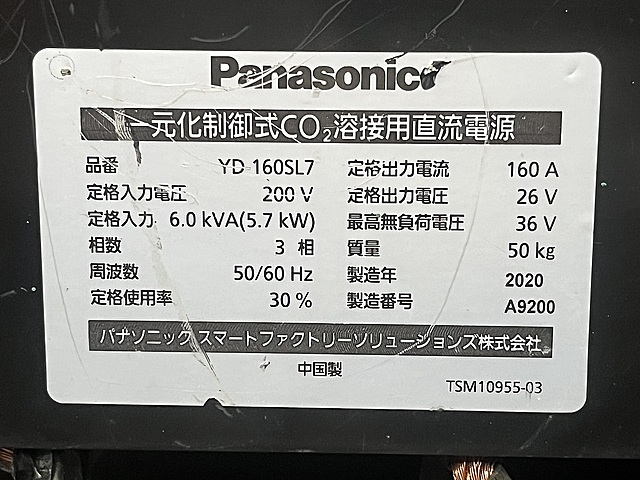 Panasonic
一元化制御式CO₂溶接用直流電源
品番 YD-160SL7 定格出力電流 160 A
定格入力電圧 200 V 定格出力電圧 26 V
定格入力 6.0 kVA(5.7 kW) 最高無負荷電圧 36 V
相数 3 相 質量 50 kg
周波数 50/60 Hz 製造年 2020
定格使用率 30 % 製造番号 A9200
パナソニック スマートファクトリーソリューションズ株式会社
中国製
TSM10955-03